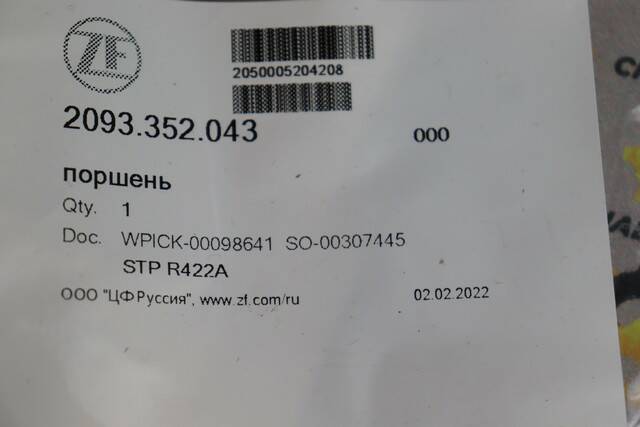 ZF
2050005204208
2093.352.043 000
поршень
Qty. 1
Doc. WPICK-00098641 SO-00307445
STP R422A
ООО "ЦФ Руссия", www.zf.com/ru 02.02.2022